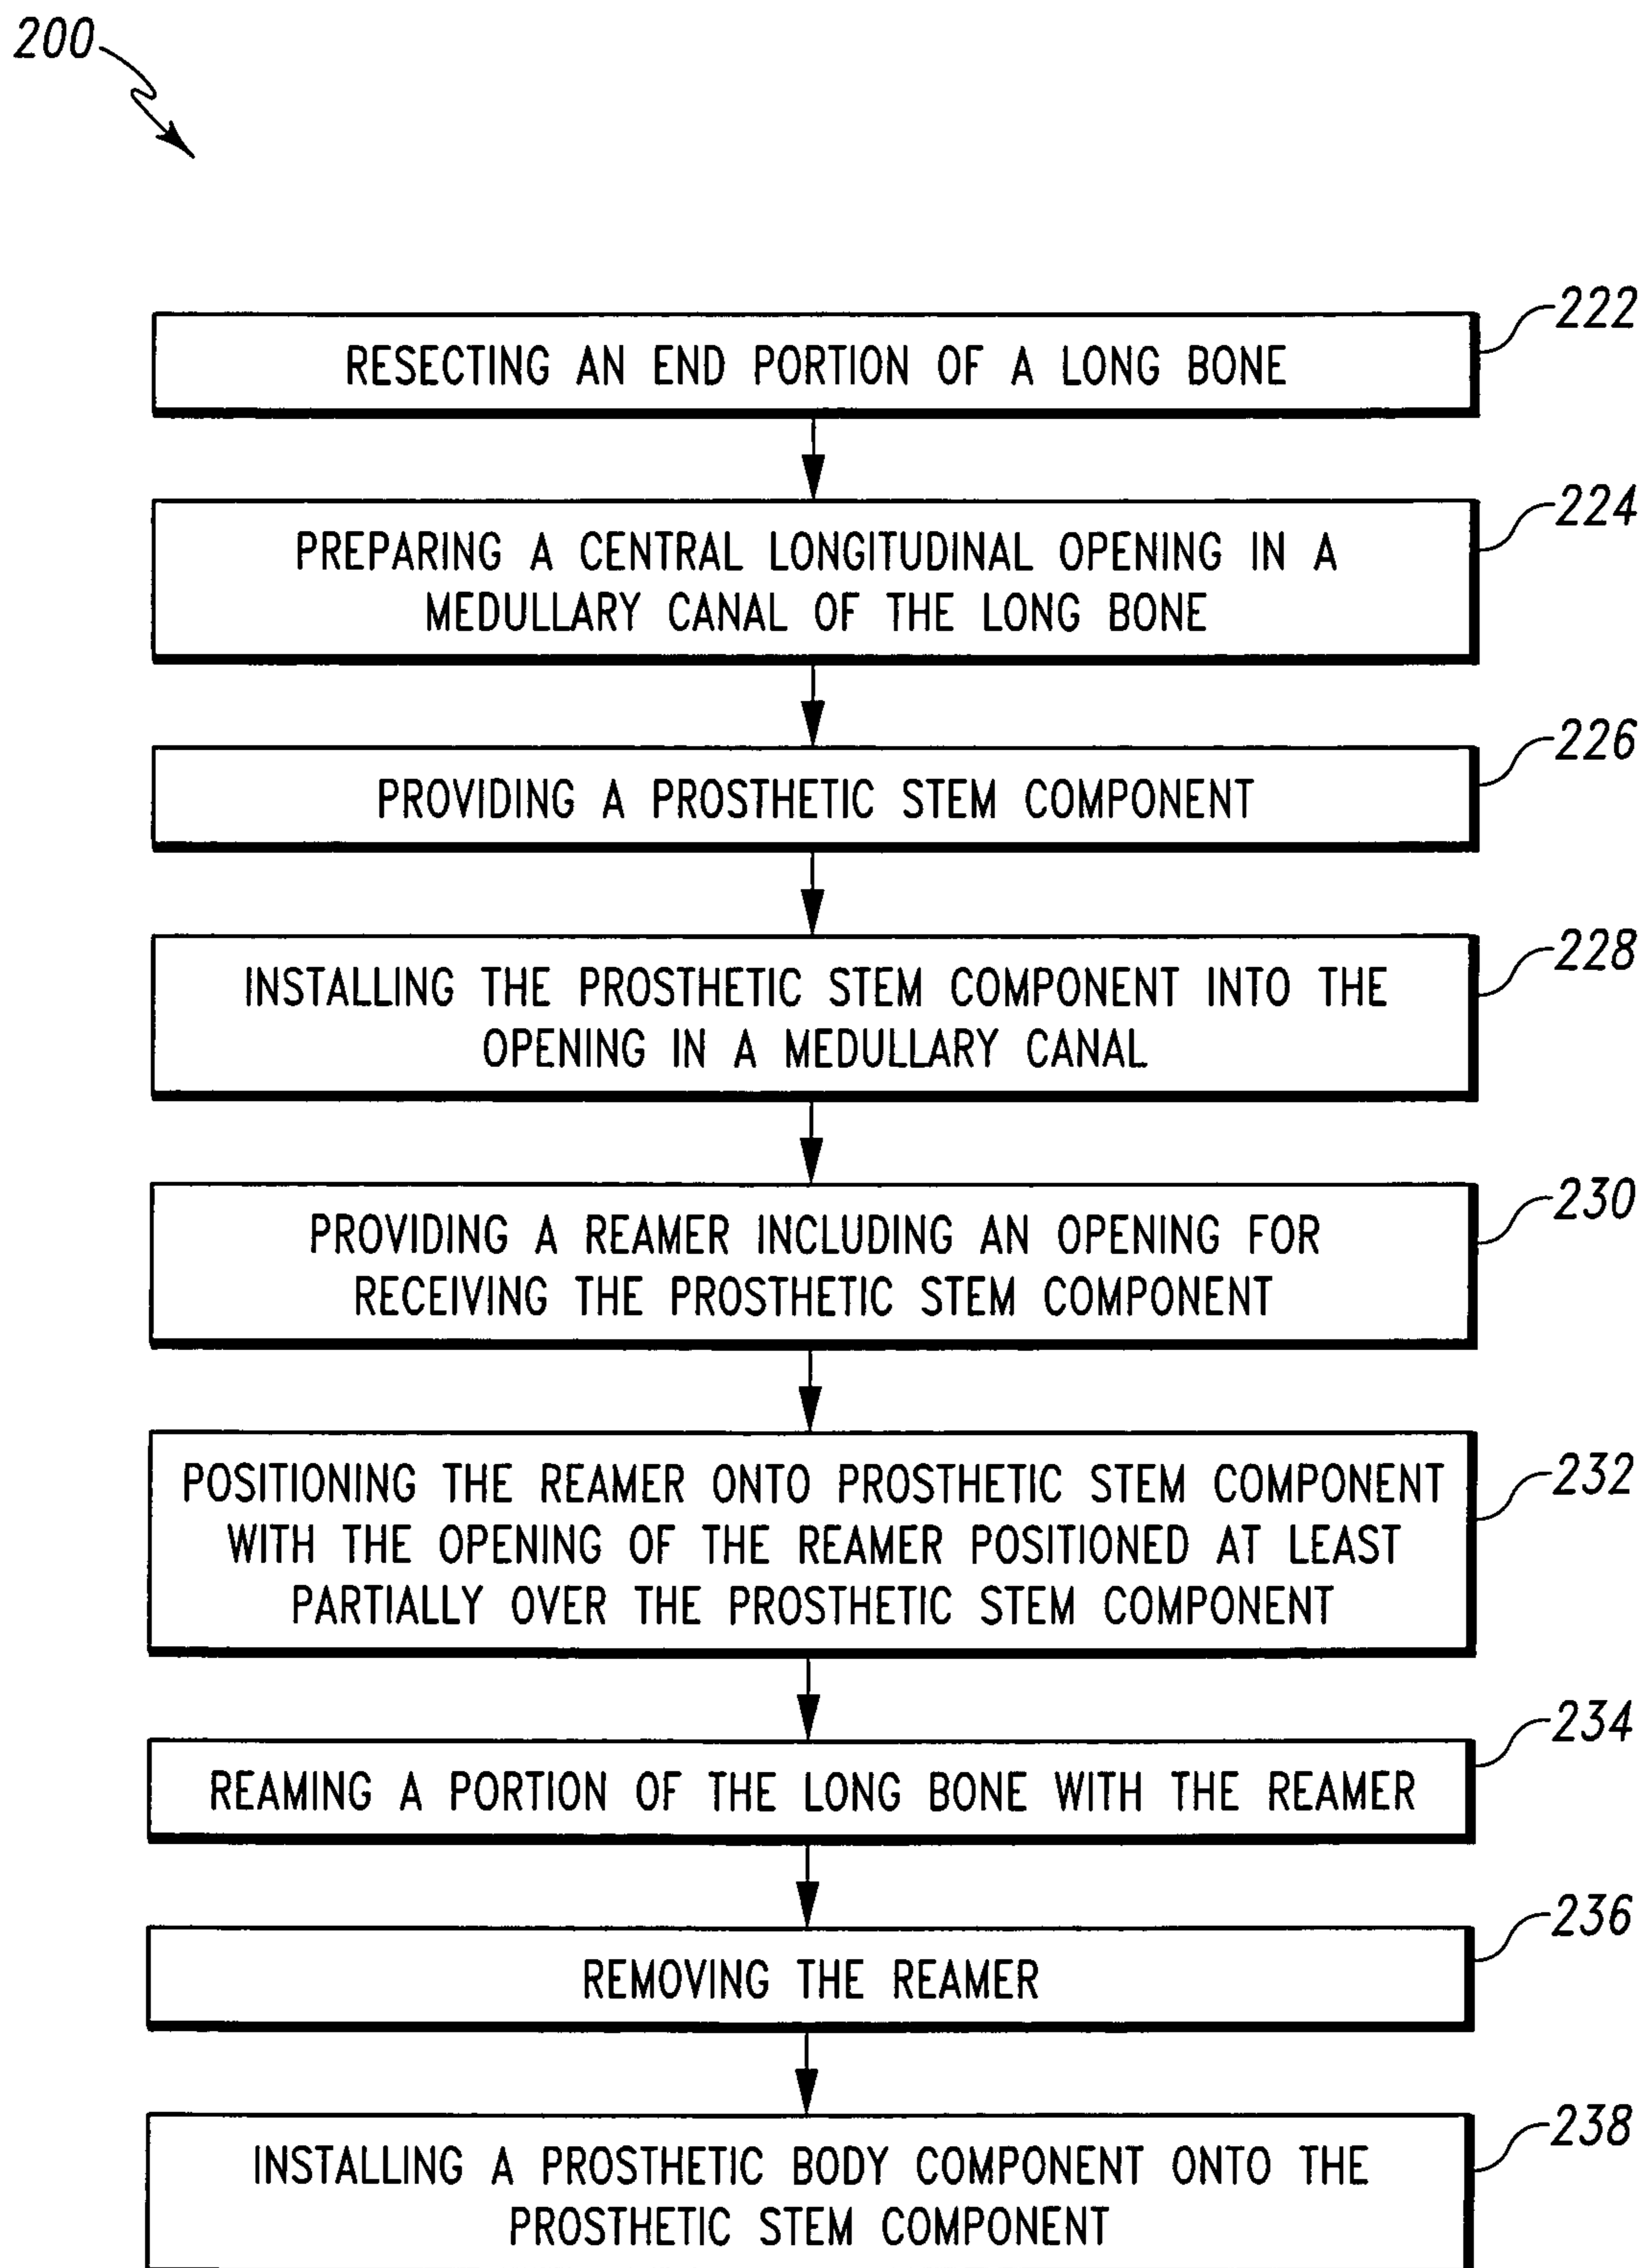 200
222
RESECTING AN END PORTION OF A LONG BONE
224
PREPARING A CENTRAL LONGITUDINAL OPENING IN A
MEDULLARY CANAL OF THE LONG BONE
226
PROVIDING A PROSTHETIC STEM COMPONENT
228
INSTALLING THE PROSTHETIC STEM COMPONENT INTO THE
OPENING IN A MEDULLARY CANAL
230
PROVIDING A REAMER INCLUDING AN OPENING FOR
RECEIVING THE PROSTHETIC STEM COMPONENT
232
POSITIONING THE REAMER ONTO PROSTHETIC STEM COMPONENT
WITH THE OPENING OF THE REAMER POSITIONED AT LEAST
PARTIALLY OVER THE PROSTHETIC STEM COMPONENT
234
REAMING A PORTION OF THE LONG BONE WITH THE REAMER
236
REMOVING THE REAMER
238
INSTALLING A PROSTHETIC BODY COMPONENT ONTO THE
PROSTHETIC STEM COMPONENT